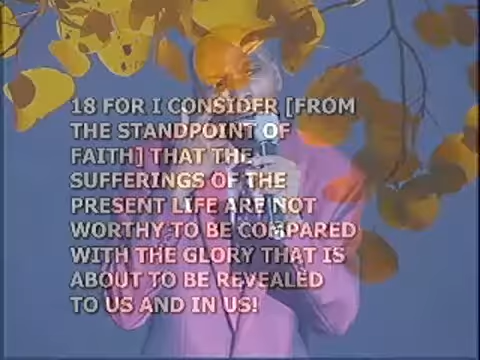 18 FOR I CONSIDER [FROM
THE STANDPOINT OF
FAITH] THAT THE
SUFFERINGS OF THE
PRESENT LIFE ARE NOT
WORTHY TO BE COMPARED
WITH THE GLORY THAT IS
ABOUT TO BE REVEALED
TO US AND IN US!